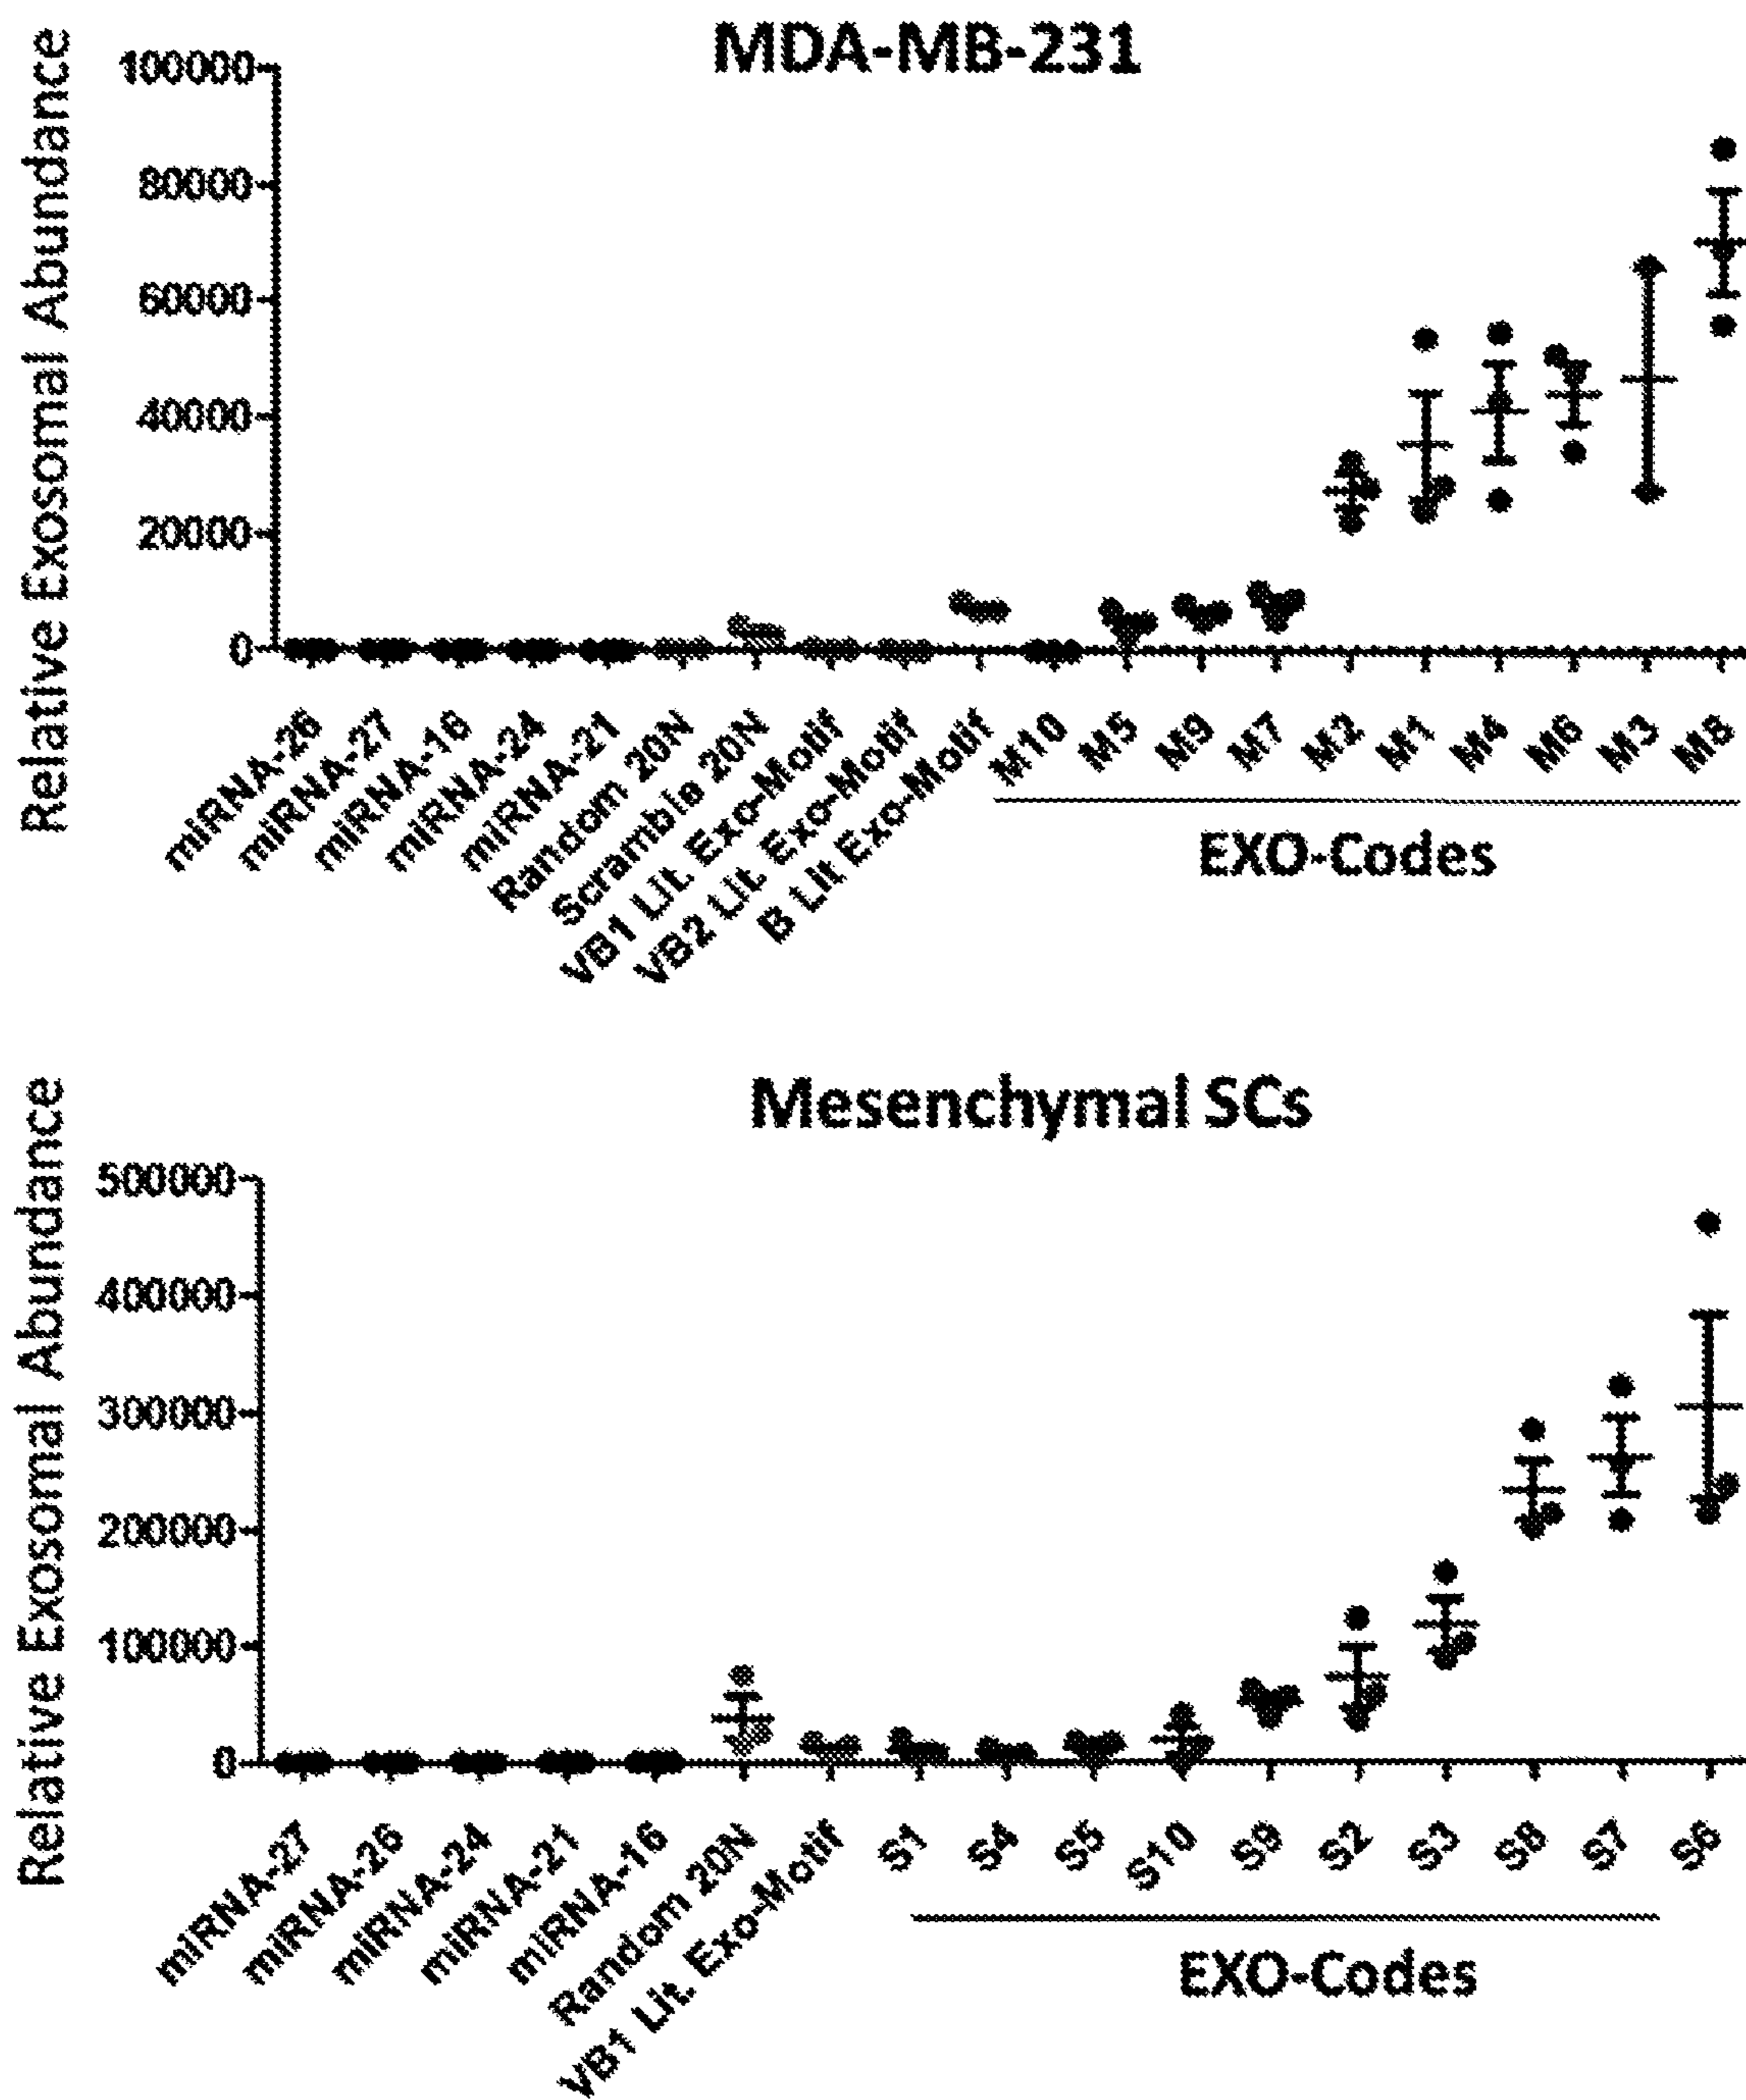 MDA-MB-231
Relative Exosomal Abundance
100000
80000
60000
40000
20000
0
miRNA-26
miRNA-27
miRNA-16
miRNA-24
miRNA-21
Random 20N
Scramble 20N
VB1 Lit. Exo-Motif
VB2 Lit. Exo-Motif
B Lit Exo-Motif
M10
M5
M9
M7
M2
M1
M4
M6
M3
M8
EXO-Codes
Mesenchymal SCs
Relative Exosomal Abundance
500000
400000
300000
200000
100000
0
miRNA-27
miRNA-26
miRNA-24
miRNA-21
miRNA-16
Random 20N
VB1 Lit. Exo-Motif
S1
S4
S5
S10
S9
S2
S3
S8
S7
S6
EXO-Codes